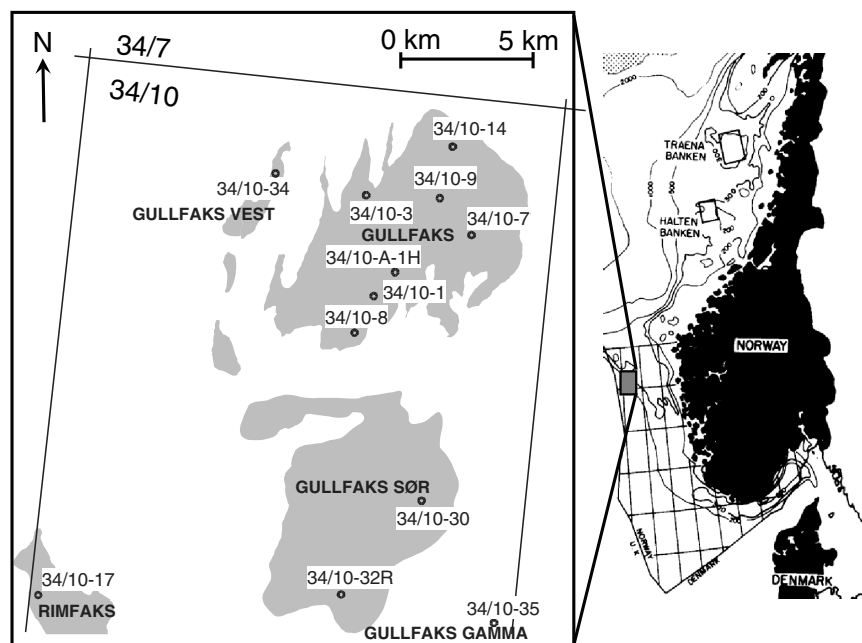 34/7
34/10
N
0 km
5 km
34/10-14
34/10-34
34/10-9
GULLFAKS VEST
34/10-3
34/10-7
GULLFAKS
34/10-A-1H
34/10-1
34/10-8
GULLFAKS SØR
34/10-30
34/10-17
34/10-32R
RIMFAKS
34/10-35
GULLFAKS GAMMA
2000
200
TRAENA
BANKEN
HALTEN
BANKEN
200
NORWAY
NORWAY
U K
DENMARK
DENMARK